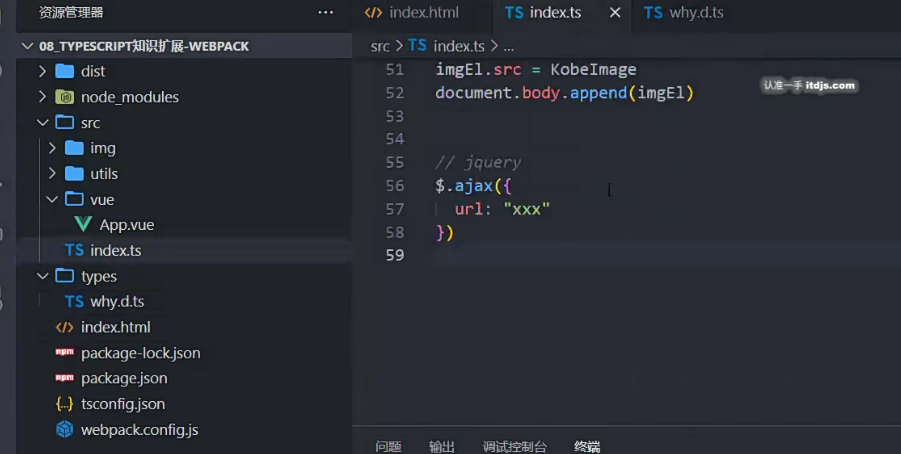 资源管理器
08_TYPESCRIPT知识扩展-WEBPACK
dist
node_modules
src
img
utils
vue
App.vue
TS index.ts
types
TS why.d.ts
<> index.html
npm package-lock.json
npm package.json
{..} tsconfig.json
webpack.config.js
<> index.html
TS index.ts ×
TS why.d.ts
src > TS index.ts > ...
51 imgEl.src = KobeImage
52 document.body.append(imgEl)
53
54
55 // jquery
56 $.ajax({
57 url: "xxx"
58 })
59
认准一手 itdjs.com
问题 输出 调试控制台 终端